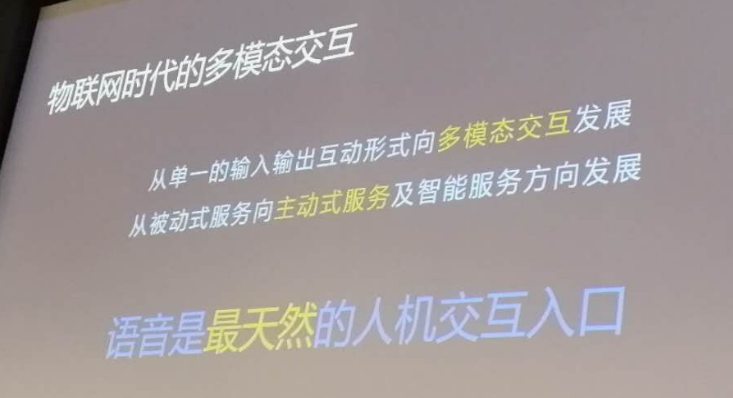 物联网时代的多模态交互
从单一的输入输出互动形式向多模态交互发展
从被动式服务向主动式服务及智能服务方向发展
语音是最天然的人机交互入口